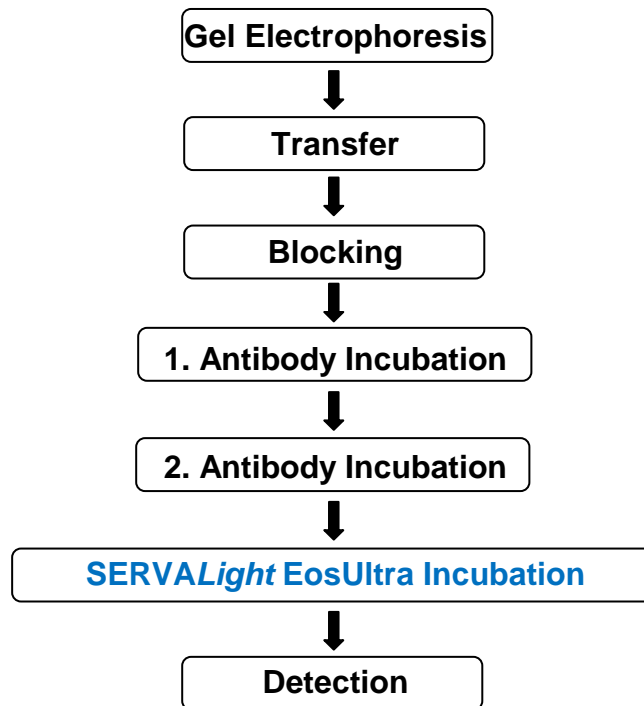 Gel Electrophoresis
Transfer
Blocking
1. Antibody Incubation
2. Antibody Incubation
SERVALight EosUltra Incubation
Detection